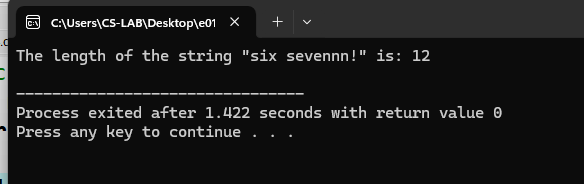 C:\Users\CS-LAB\Desktop\e01
The length of the string "six sevennn!" is: 12
--------------------------------
Process exited after 1.422 seconds with return value 0
Press any key to continue . . .